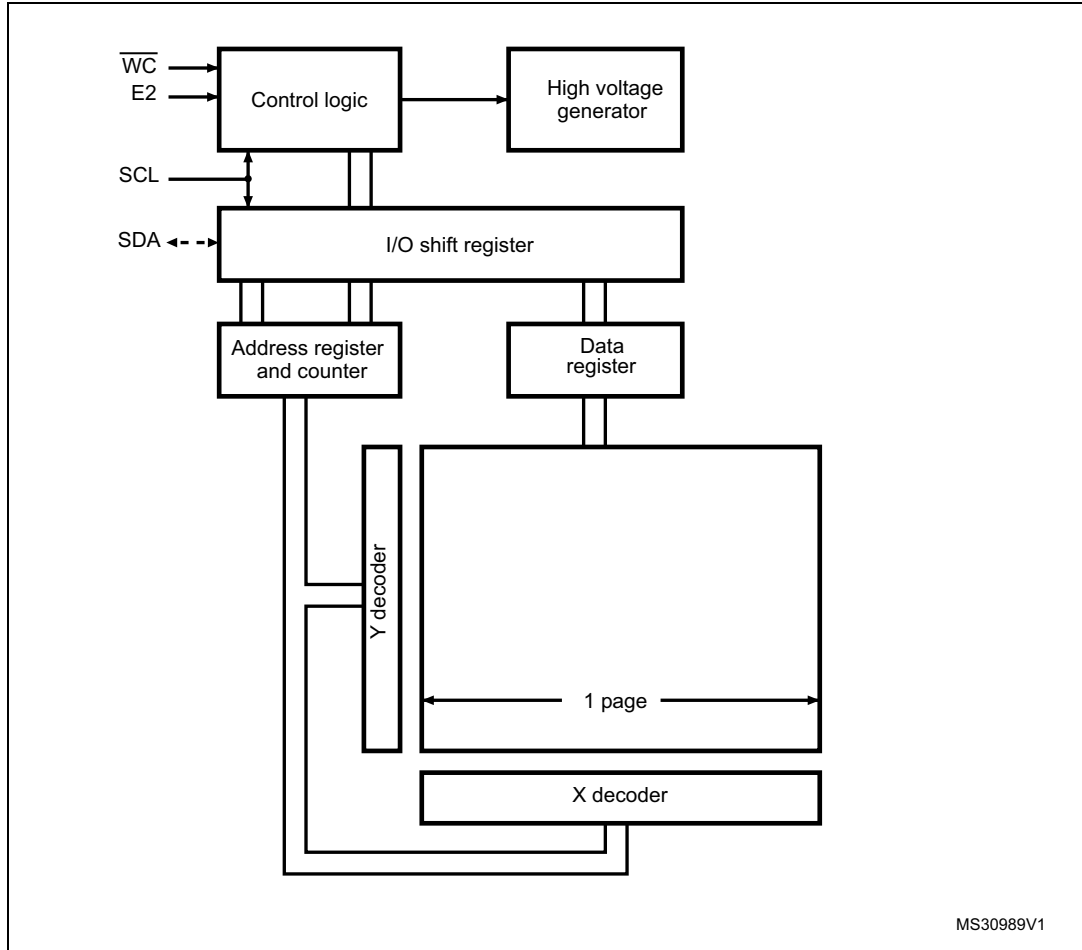 W̅C̅
E2
Control logic
High voltage
generator
SCL
SDA
I/O shift register
Address register
and counter
Data
register
Y decoder
1 page
X decoder
MS30989V1